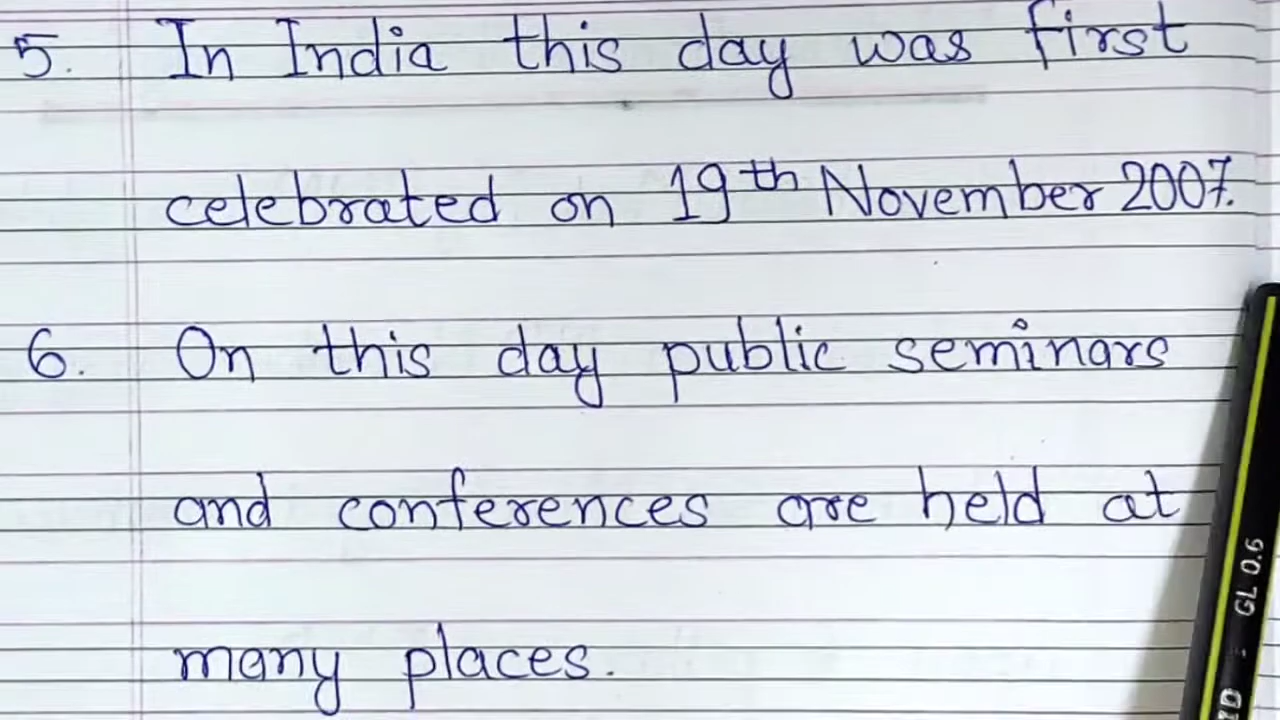 5. In India this day was first
celebrated on 19th November 2007.
6. On this day public seminars
and conferences are held at
many places.
GL 0.6